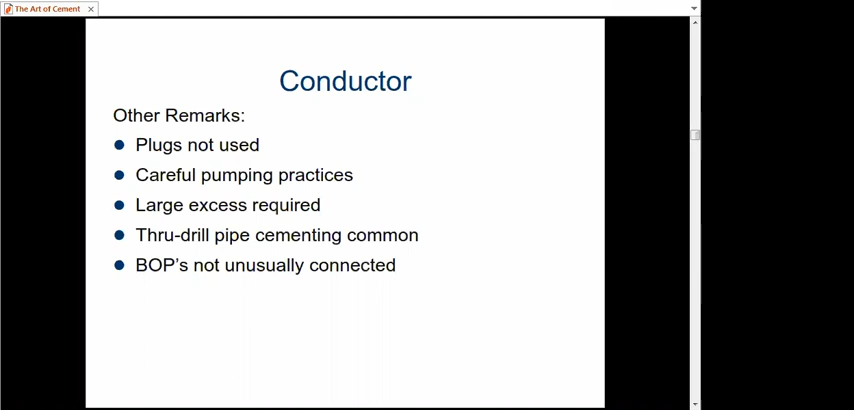 The Art of Cement
Conductor
Other Remarks:
Plugs not used
Careful pumping practices
Large excess required
Thru-drill pipe cementing common
BOP's not unusually connected